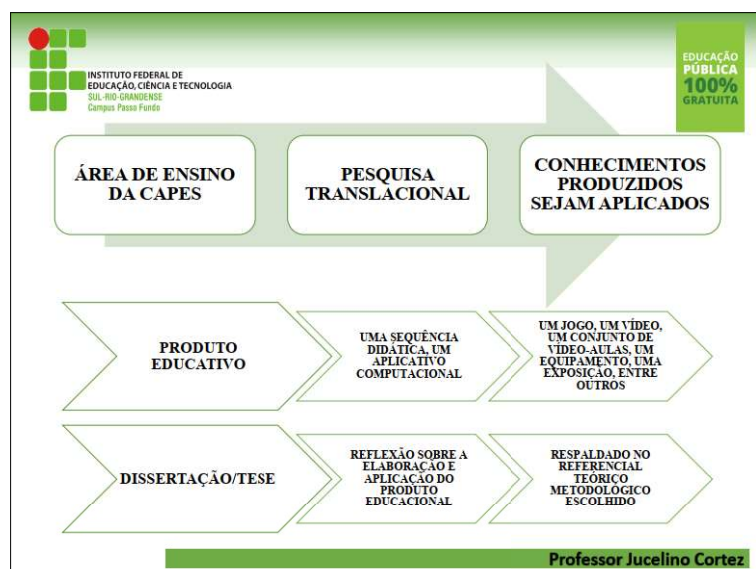 INSTITUTO FEDERAL DE
EDUCAÇÃO, CIÊNCIA E TECNOLOGIA
SUL-RIO-GRANDENSE
Campus Passo Fundo
EDUCAÇÃO
PÚBLICA
100%
GRATUITA
ÁREA DE ENSINO
DA CAPES
PESQUISA
TRANSLACIONAL
CONHECIMENTOS
PRODUZIDOS
SEJAM APLICADOS
PRODUTO
EDUCATIVO
UMA SEQUÊNCIA
DIDÁTICA, UM
APLICATIVO
COMPUTACIONAL
UM JOGO, UM VÍDEO,
UM CONJUNTO DE
VÍDEO-AULAS, UM
EQUIPAMENTO, UMA
EXPOSIÇÃO, ENTRE
OUTROS
DISSERTAÇÃO/TESE
REFLEXÃO SOBRE A
ELABORAÇÃO E
APLICAÇÃO DO
PRODUTO
EDUCACIONAL
RESPALDADO NO
REFERENCIAL
TEÓRICO
METODOLÓGICO
ESCOLHIDO
Professor Jucelino Cortez